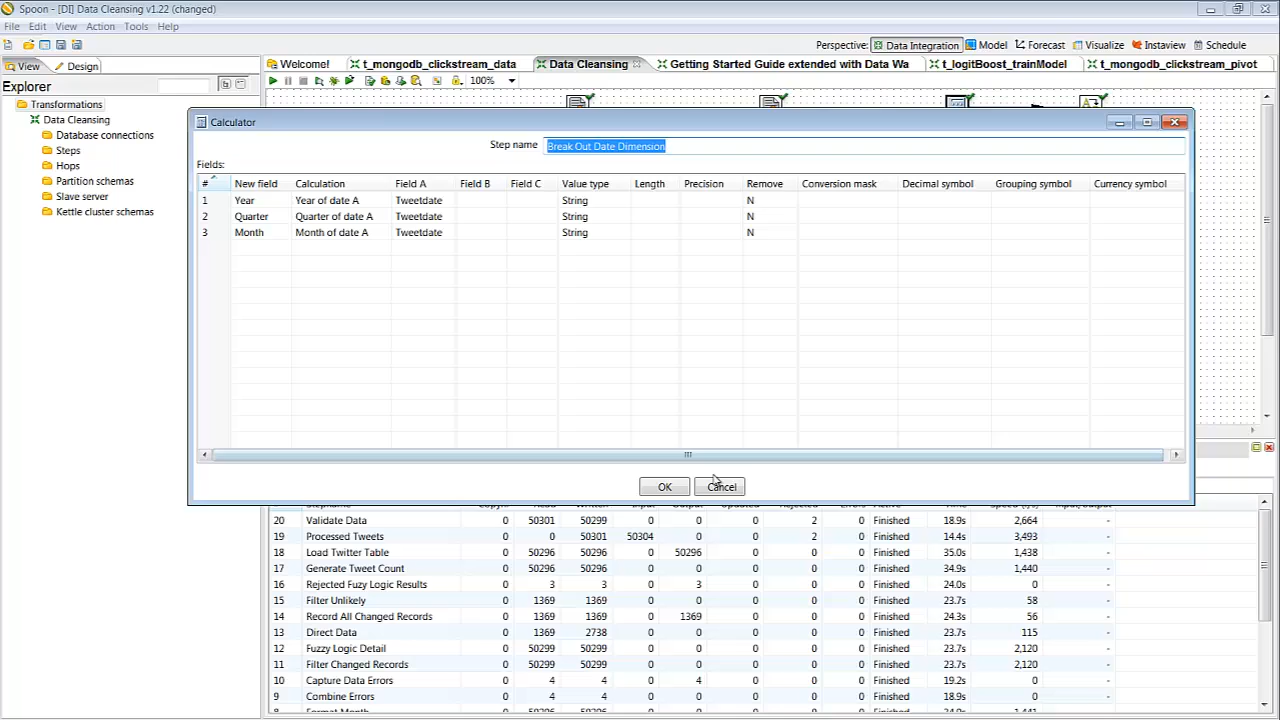 Spoon - [DI] Data Cleansing v1.22 (changed)
File Edit View Action Tools Help
Perspective: Data Integration Model Forecast Visualize Instaview Schedule
View Design
Welcome! t_mongodb_clickstream_data Data Cleansing Getting Started Guide extended with Data Wa t_logitBoost_trainModel t_mongodb_clickstream_pivot
Explorer
100%
Transformations
Data Cleansing
Database connections
Steps
Hops
Partition schemas
Slave server
Kettle cluster schemas
Calculator
Step name Break Out Date Dimension
Fields:
# New field Calculation Field A Field B Field C Value type Length Precision Remove Conversion mask Decimal symbol Grouping symbol Currency symbol
1 Year Year of date A Tweetdate String N
2 Quarter Quarter of date A Tweetdate String N
3 Month Month of date A Tweetdate String N
OK Cancel
20 Validate Data 0 50301 50299 0 0 0 2 0 Finished 18.9s 2,664 -
19 Processed Tweets 0 0 50301 50304 0 0 2 0 Finished 14.4s 3,493 -
18 Load Twitter Table 0 50296 50296 0 50296 0 0 0 Finished 35.0s 1,438 -
17 Generate Tweet Count 0 50296 50296 0 0 0 0 0 Finished 34.9s 1,440 -
16 Rejected Fuzy Logic Results 0 3 3 0 3 0 0 0 Finished 24.0s 0 -
15 Filter Unlikely 0 1369 1369 0 0 0 0 0 Finished 23.7s 58 -
14 Record All Changed Records 0 1369 1369 0 1369 0 0 0 Finished 24.3s 56 -
13 Direct Data 0 1369 2738 0 0 0 0 0 Finished 23.7s 115 -
12 Fuzzy Logic Detail 0 50299 50299 0 0 0 0 0 Finished 23.7s 2,120 -
11 Filter Changed Records 0 50299 50299 0 0 0 0 0 Finished 23.7s 2,120 -
10 Capture Data Errors 0 4 4 0 4 0 0 0 Finished 19.2s 0 -
9 Combine Errors 0 4 4 0 0 0 0 0 Finished 18.9s 0 -